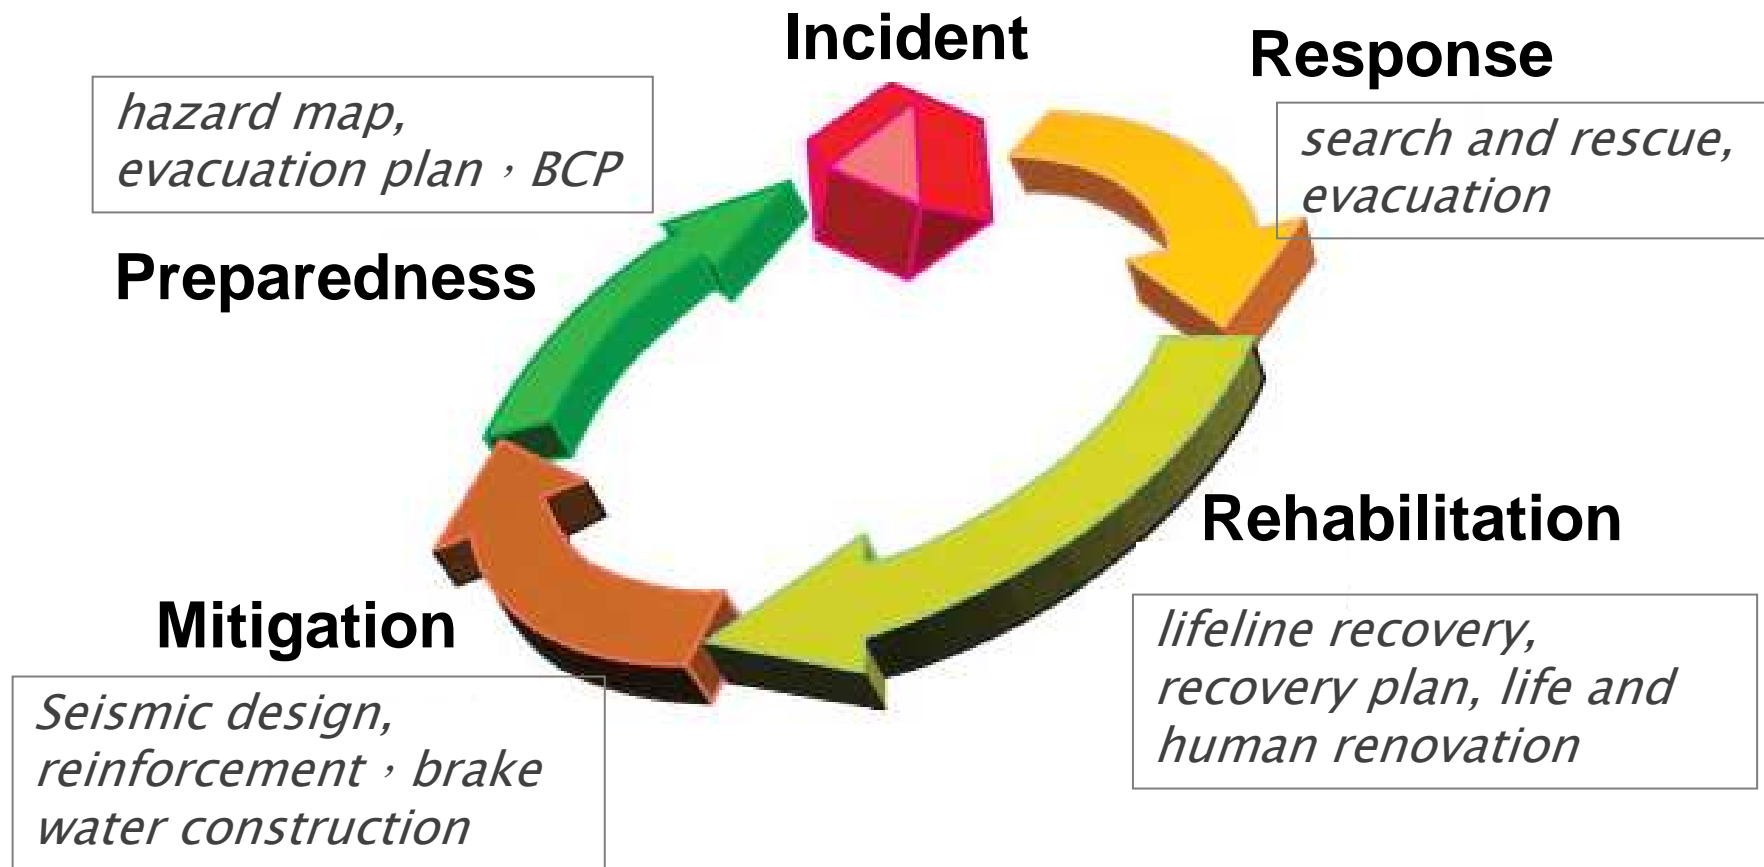 Incident
Response
search and rescue,
evacuation
hazard map,
evacuation plan，BCP
Preparedness
Rehabilitation
lifeline recovery,
recovery plan, life and
human renovation
Mitigation
Seismic design,
reinforcement，brake
water construction